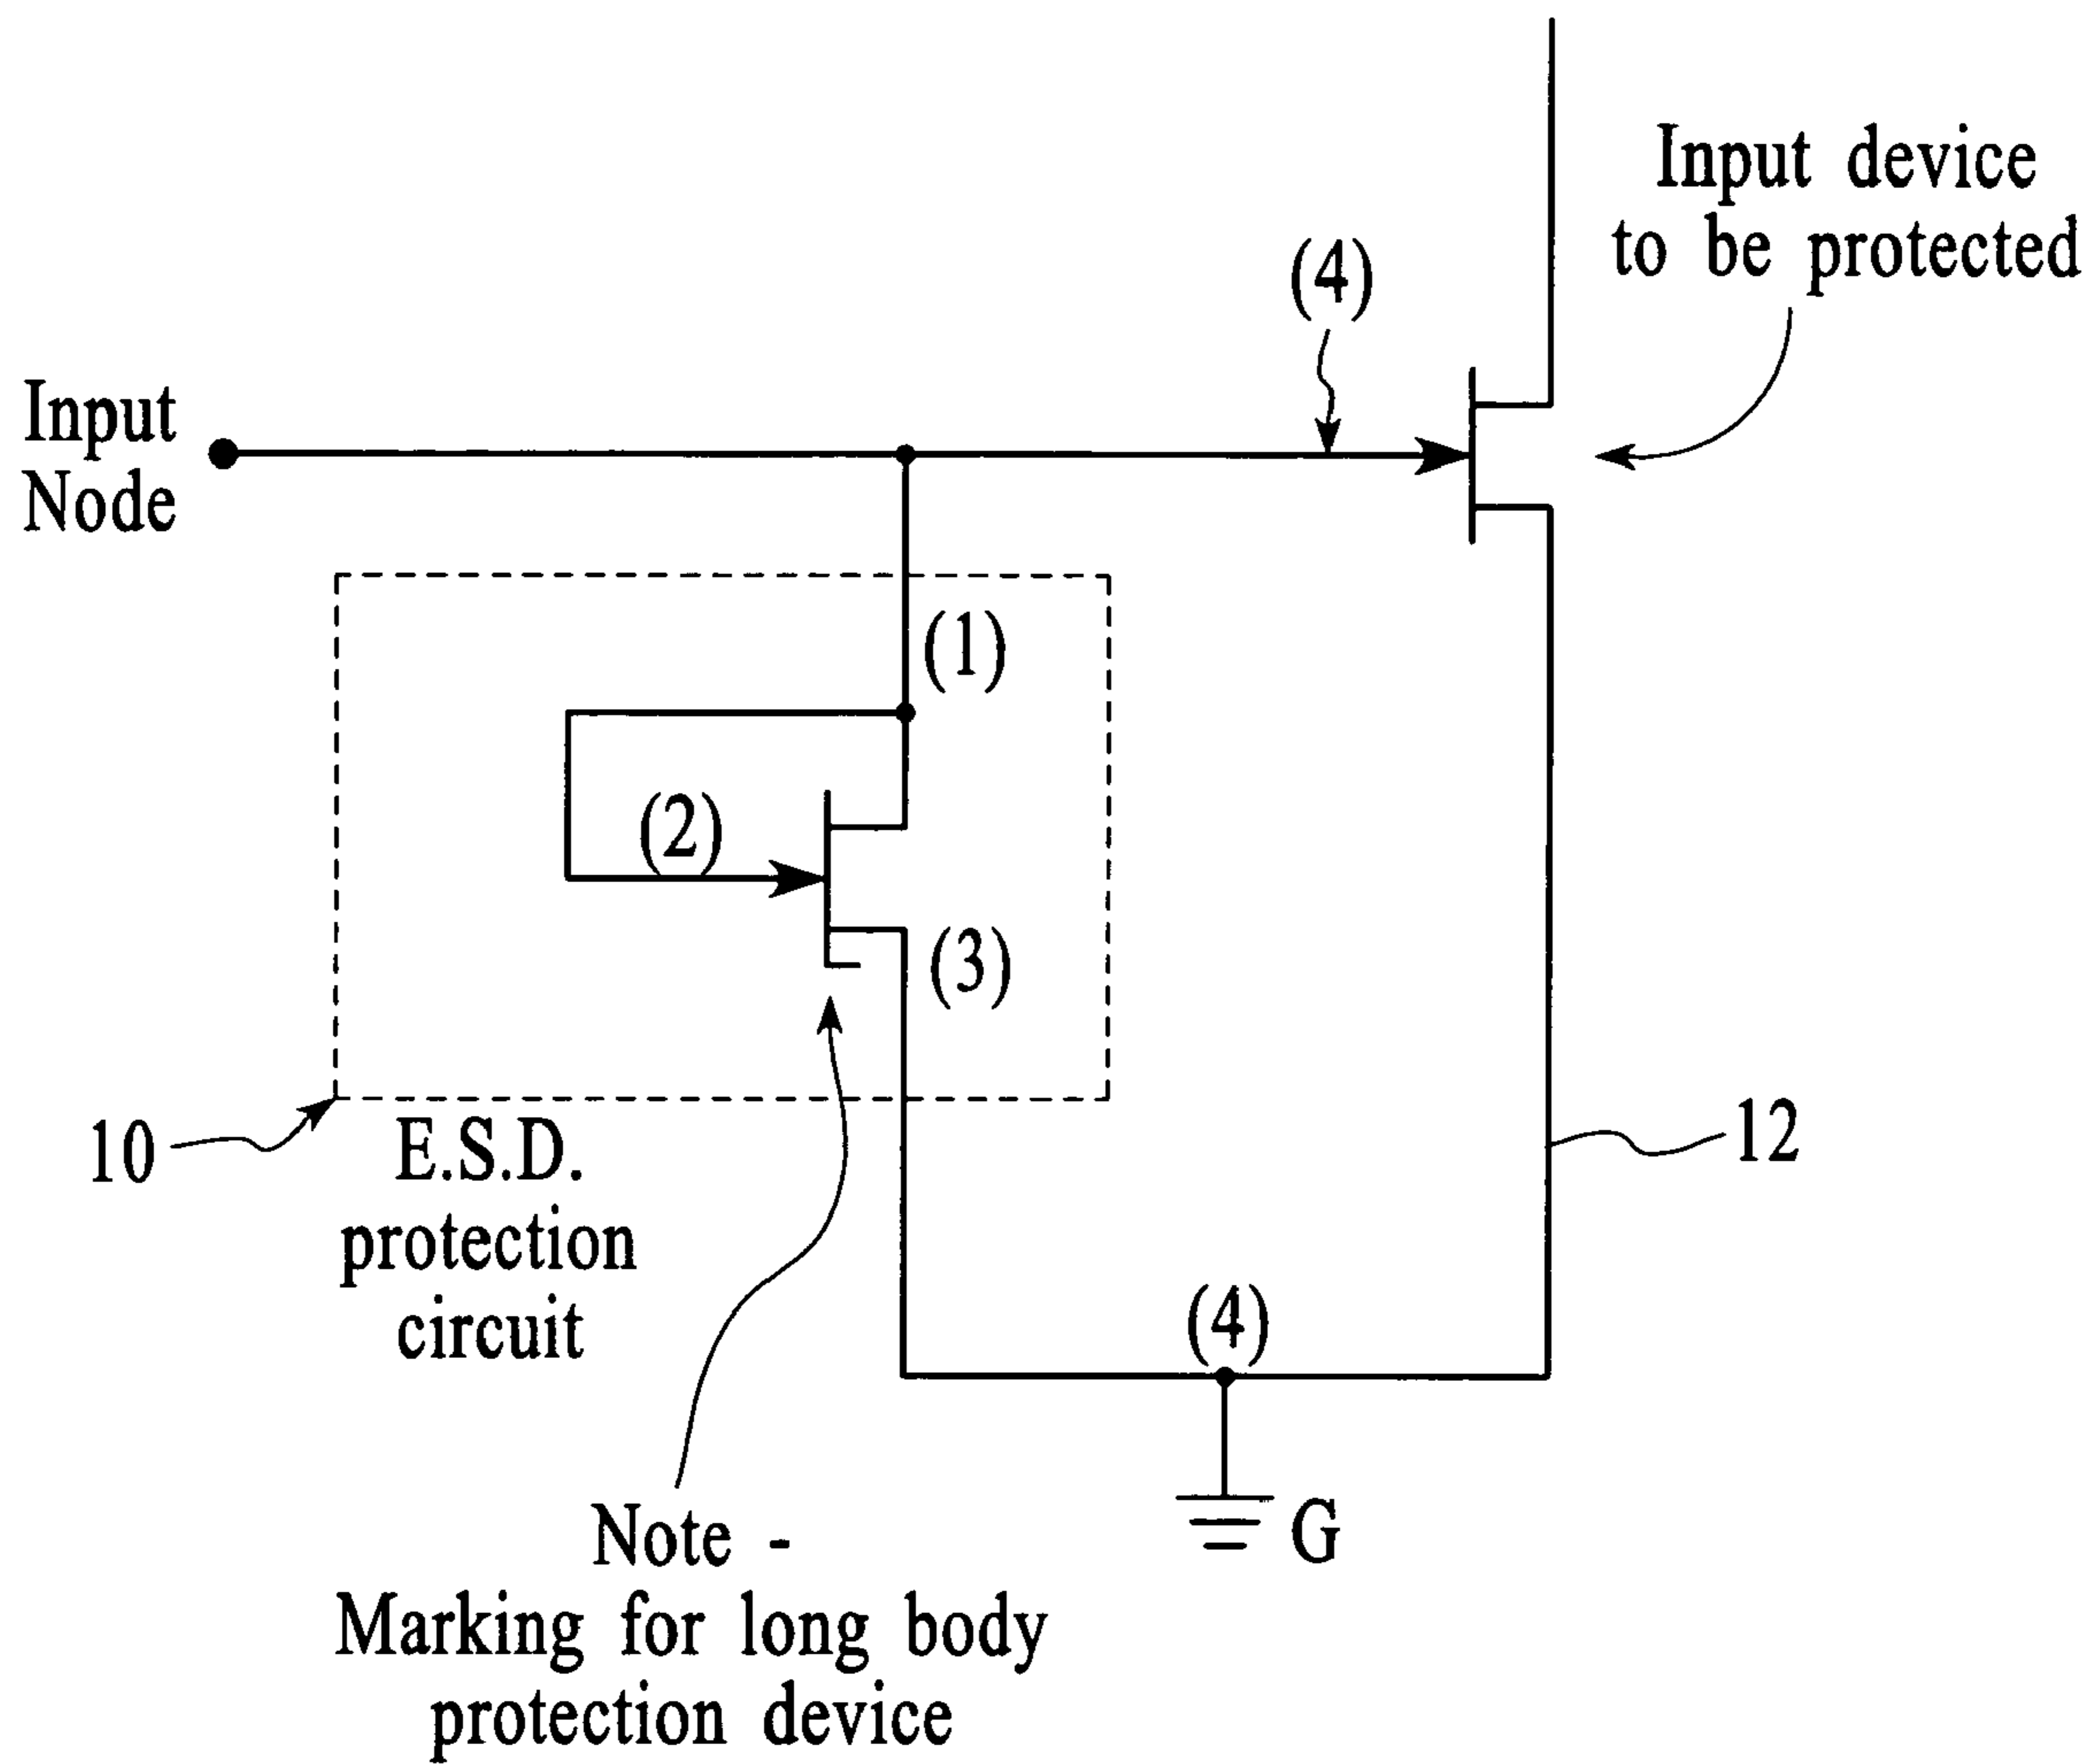 Input device
to be protected
(4)
Input
Node
(1)
(2)
(3)
10
E.S.D.
protection
circuit
12
(4)
G
Note -
Marking for long body
protection device